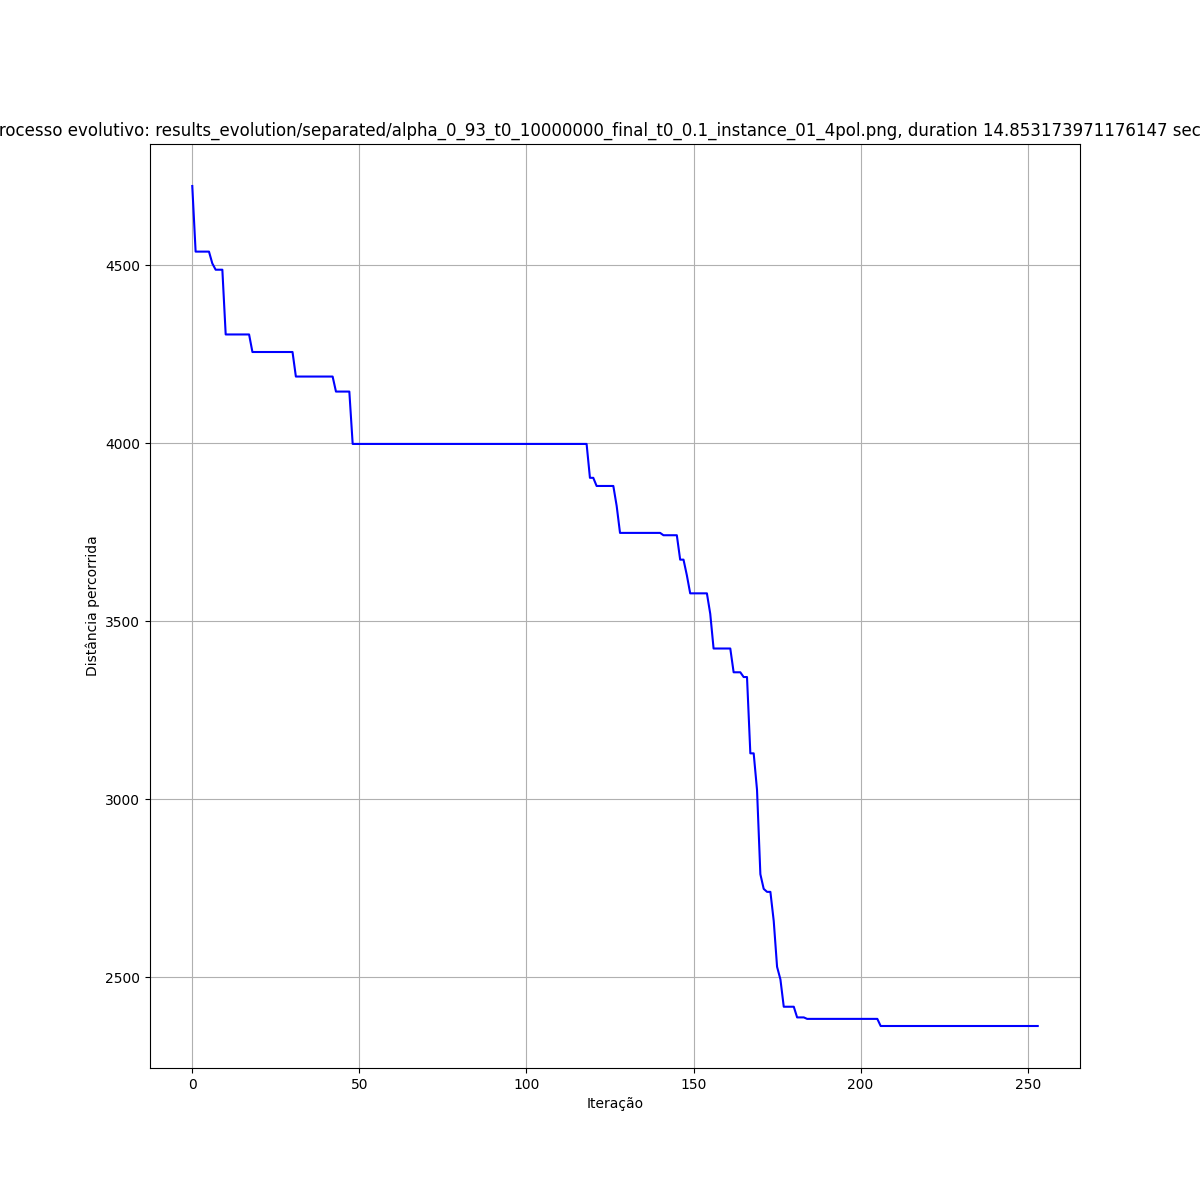 rocesso evolutivo: results_evolution/separated/alpha_0_93_t0_10000000_final_t0_0.1_instance_01_4pol.png, duration 14.853173971176147 sec
4500
4000
3500
3000
2500
Distância percorrida
0 50 100 150 200 250
Iteração